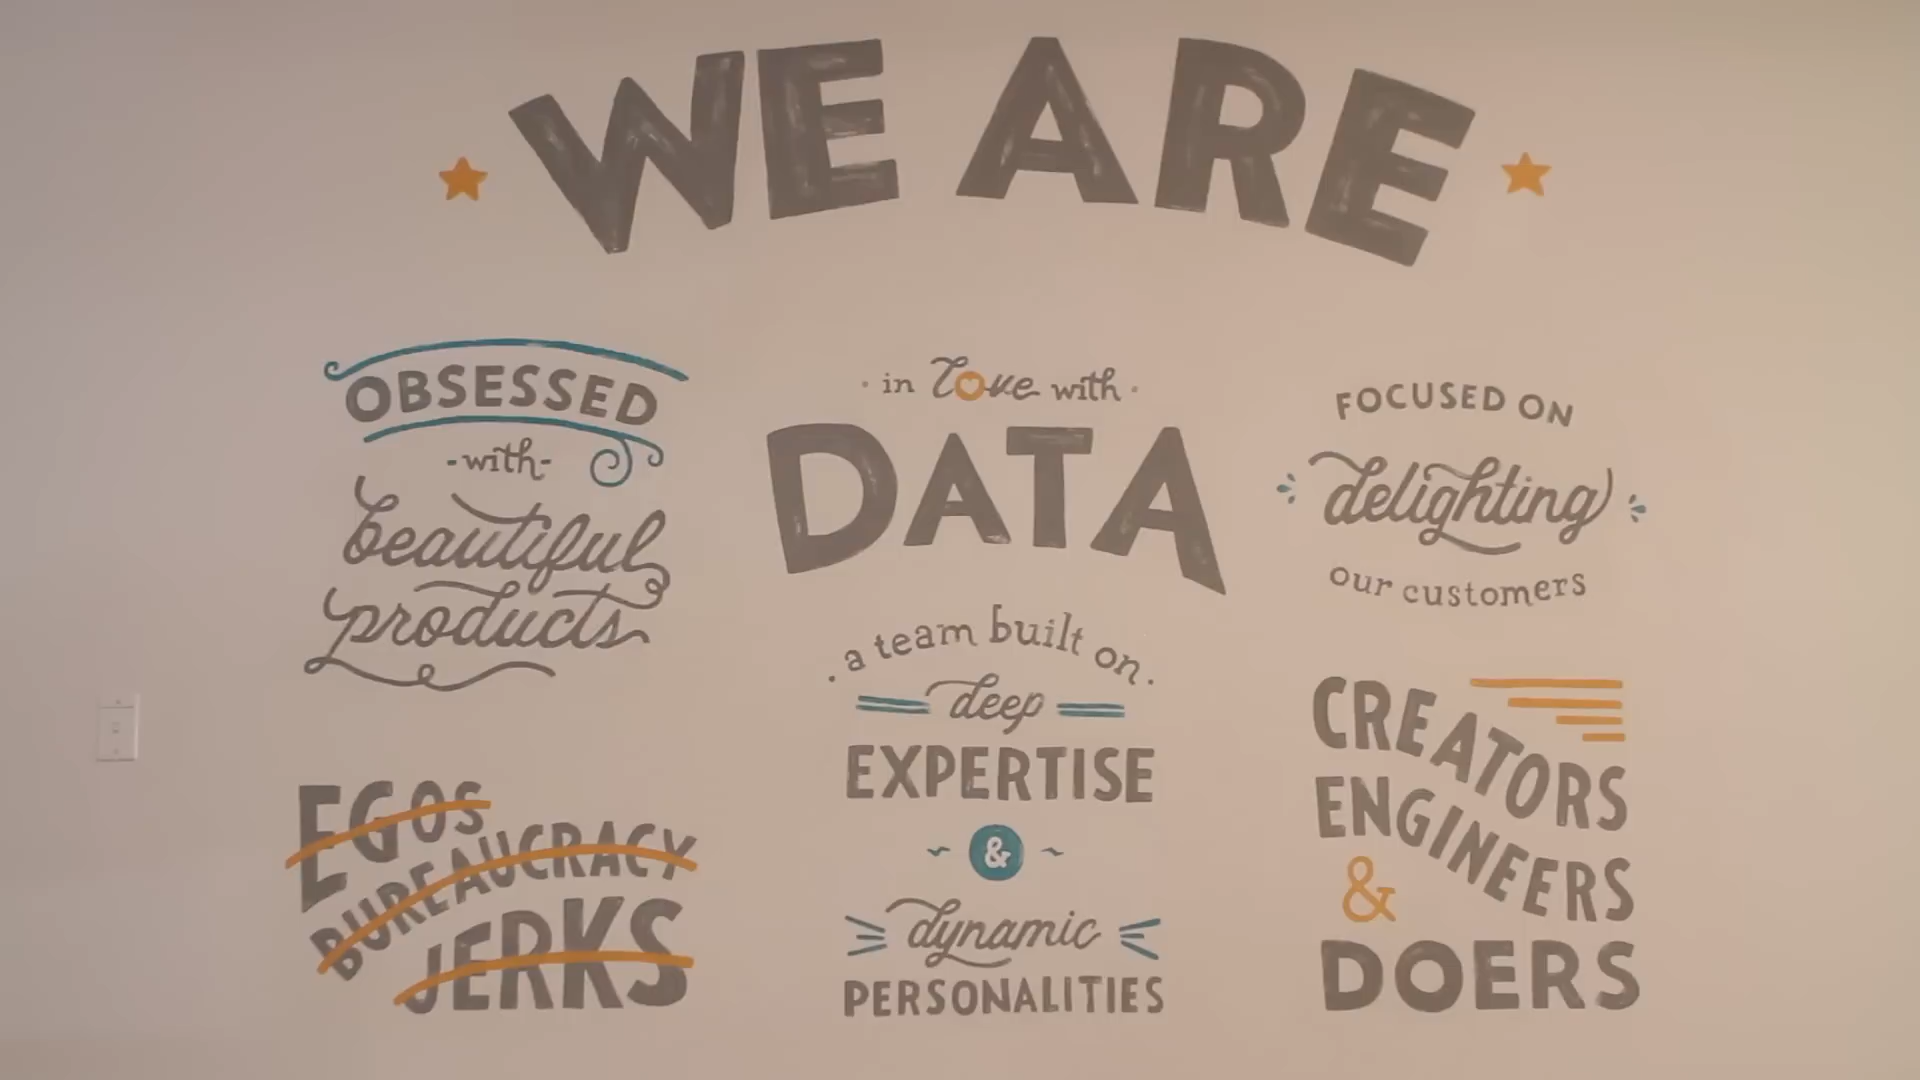 WE ARE
OBSESSED
-with-
beautiful
products
EGOS
BUREAUCRACY
JERKS
· in love with ·
DATA
. a team built on .
deep
EXPERTISE
&
dynamic
PERSONALITIES
FOCUSED ON
delighting
our customers
CREATORS
ENGINEERS
&
DOERS